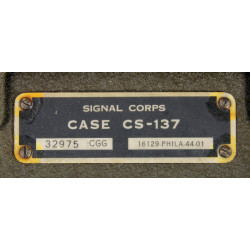 SIGNAL CORPS
CASE CS-137
32975 CGG 16129-PHILA-44-01